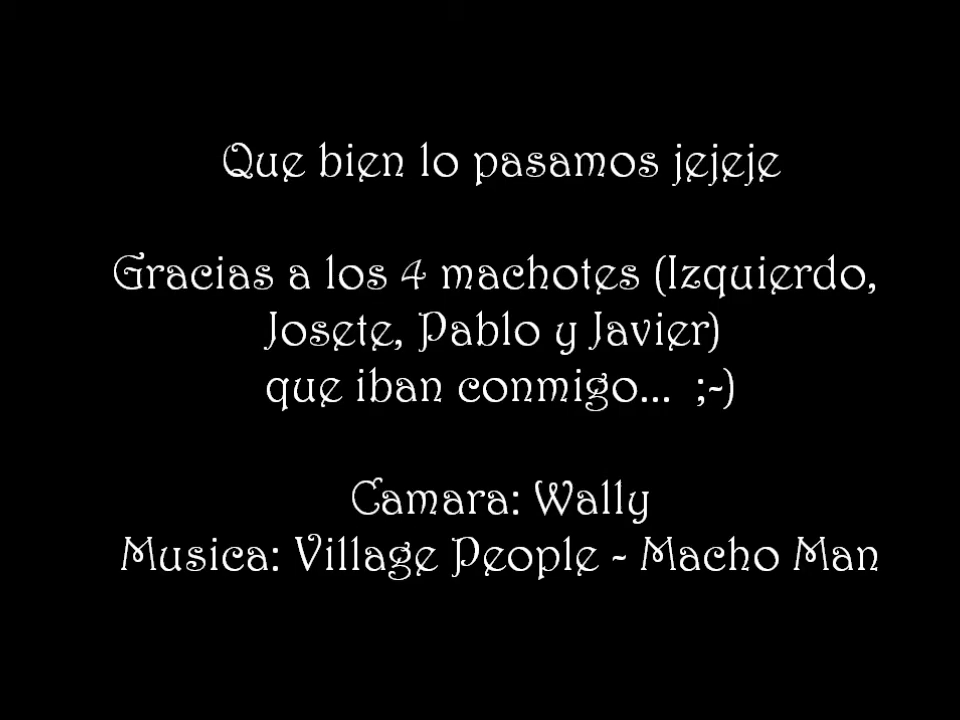 Que bien lo pasamos jejeje
Gracias a los 4 machotes (Izquierdo,
Josete, Pablo y Javier)
que iban conmigo... ;-)
Camara: Wally
Musica: Village People - Macho Man